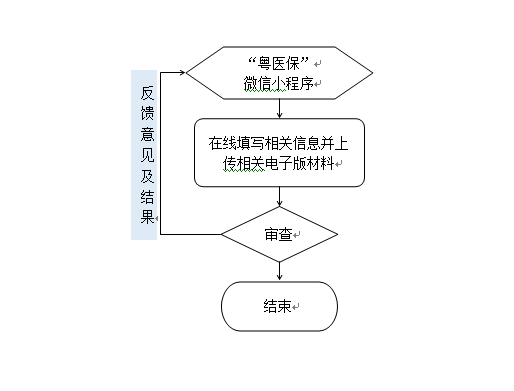 “粤医保”
微信小程序
在线填写相关信息并上
传相关电子版材料
反馈意见及结果
审查
结束